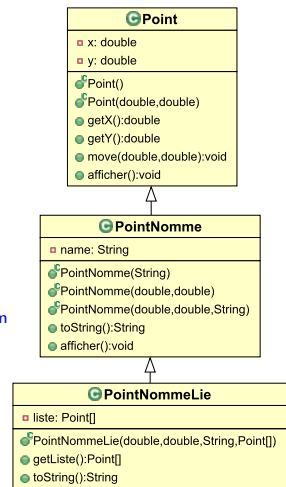 Point
x: double
y: double
Point()
Point(double,double)
getX():double
getY():double
move(double,double):void
afficher():void
PointNomme
name: String
PointNomme(String)
PointNomme(double,double)
PointNomme(double,double,String)
toString():String
afficher():void
PointNommeLie
liste: Point[]
PointNommeLie(double,double,String,Point[])
getListe():Point[]
toString():String